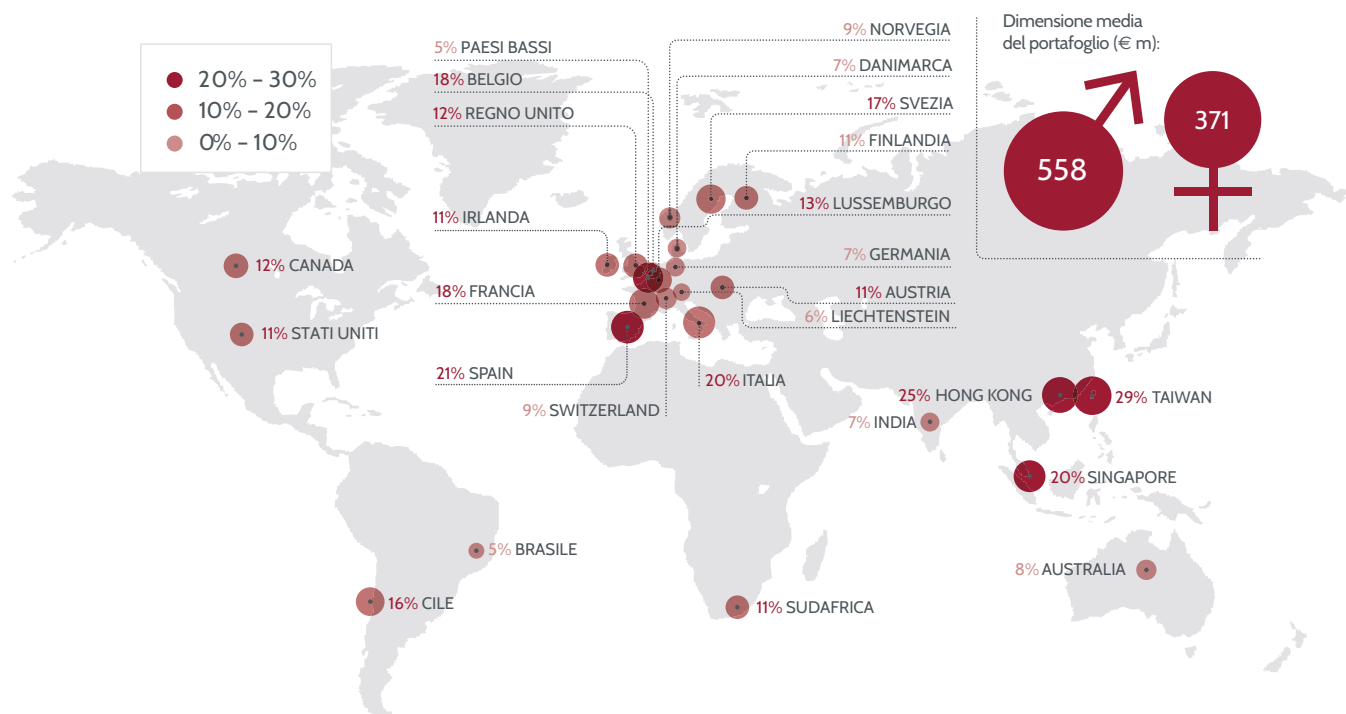 20% – 30%
10% – 20%
0% – 10%
5% PAESI BASSI
18% BELGIO
12% REGNO UNITO
11% IRLANDA
18% FRANCIA
21% SPAIN
9% SWITZERLAND
12% CANADA
11% STATI UNITI
9% NORVEGIA
7% DANIMARCA
17% SVEZIA
11% FINLANDIA
13% LUSSEMBURGO
7% GERMANIA
11% AUSTRIA
6% LIECHTENSTEIN
20% ITALIA
Dimensione media
del portafoglio (€ m):
558
371
25% HONG KONG
29% TAIWAN
7% INDIA
20% SINGAPORE
5% BRASILE
16% CILE
11% SUDAFRICA
8% AUSTRALIA